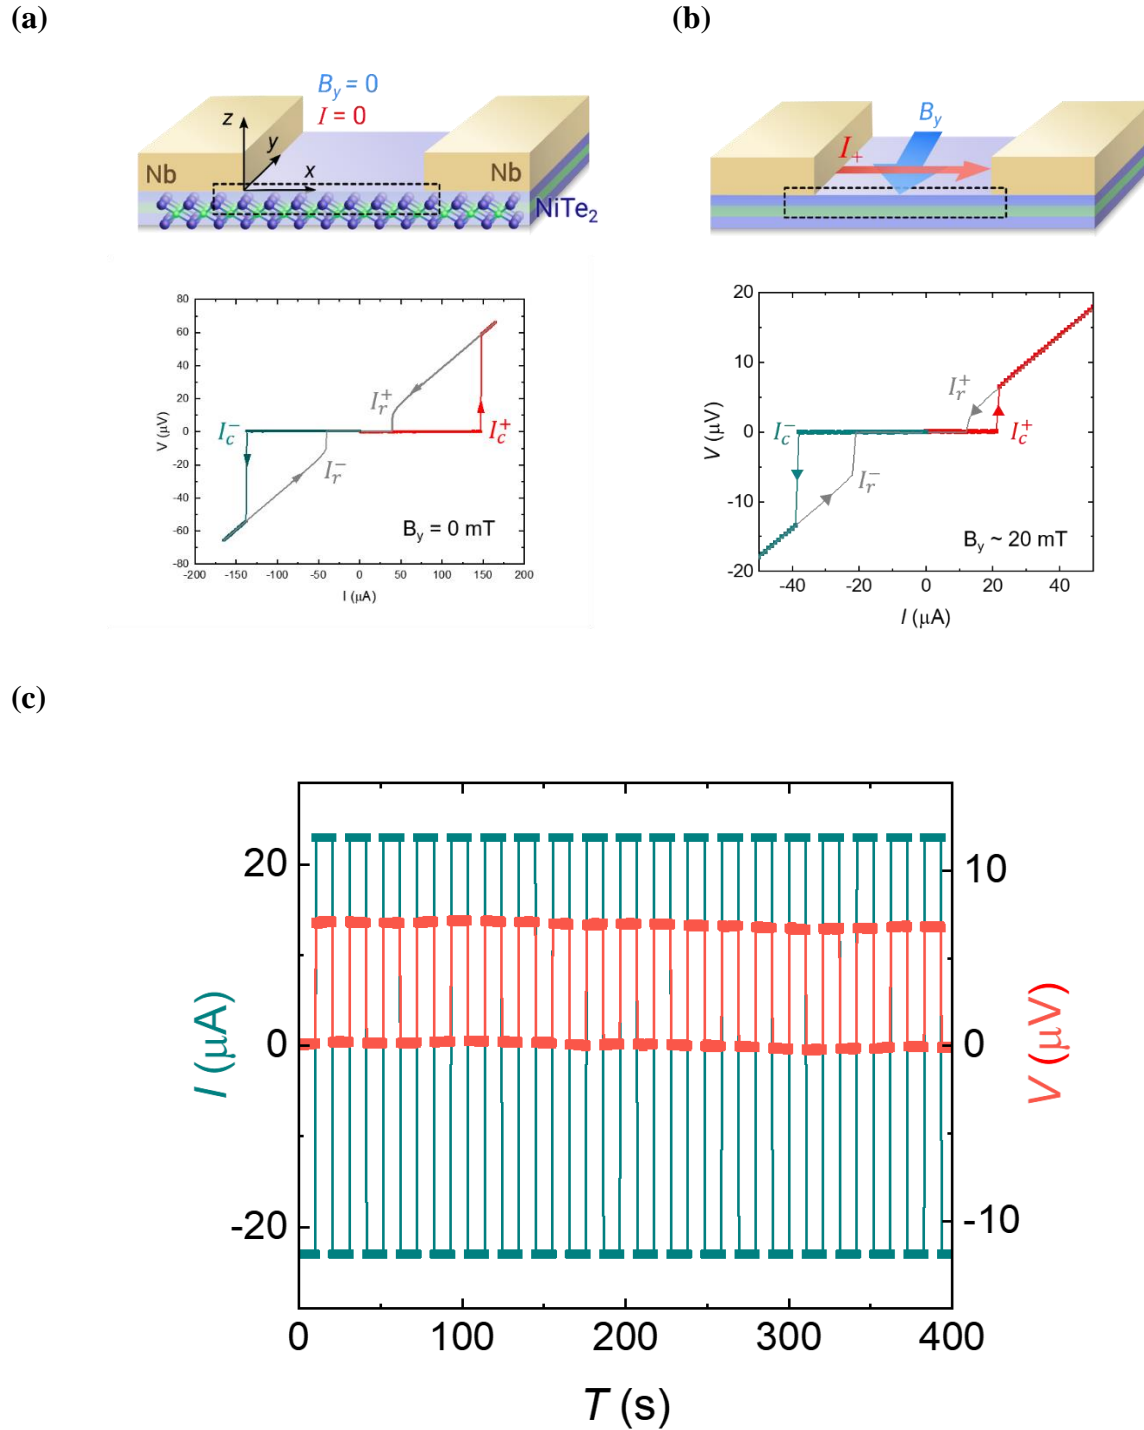 (a)
B_y = 0
I = 0
z
y
x
Nb
Nb
NiTe₂
80
60
40
20
0
-20
-40
-60
-80
V (μV)
I_r^+
I_c^-
I_c^+
I_r^-
B_y = 0 mT
-200 -150 -100 -50 0 50 100 150 200
I (μA)
(b)
B_y
I_+
20
10
0
-10
-20
V (μV)
I_r^+
I_c^-
I_c^+
I_r^-
B_y ~ 20 mT
-40 -20 0 20 40
I (μA)
(c)
20
0
-20
I (μA)
10
0
-10
V (μV)
0 100 200 300 400
T (s)